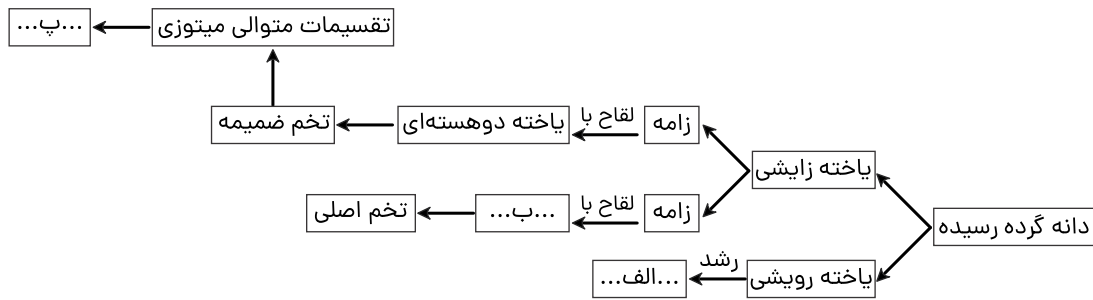 ...پ...
تقسیمات متوالی میتوزی
تخم ضمیمه
یاخته دوهسته‌ای
لقاح با
زامه
یاخته زایشی
تخم اصلی
...ب...
لقاح با
زامه
دانه گرده رسیده
...الف...
رشد
یاخته رویشی